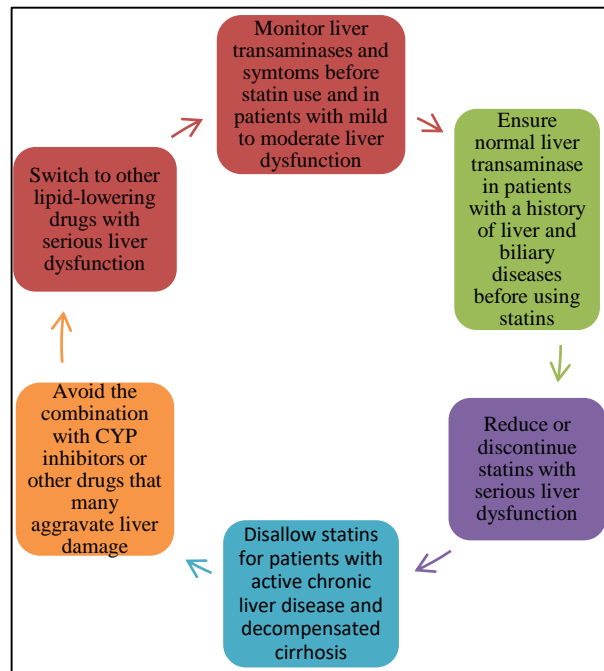 Monitor liver
transaminases and
symtoms before
statin use and in
patients with mild
to moderate liver
dysfunction
Ensure
normal liver
transaminase
in patients
with a history
of liver and
biliary
diseases
before using
statins
Reduce or
discontinue
statins with
serious liver
dysfunction
Disallow statins
for patients with
active chronic
liver disease and
decompensated
cirrhosis
Avoid the
combination
with CYP
inhibitors or
other drugs that
many
aggravate liver
damage
Switch to other
lipid-lowering
drugs with
serious liver
dysfunction